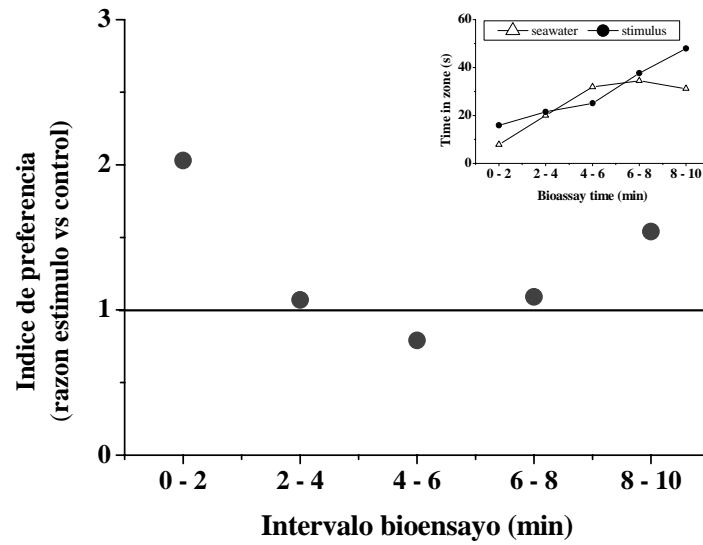 Indice de preferencia
(razon estimulo vs control)
3
2
1
0
0 - 2
2 - 4
4 - 6
6 - 8
8 - 10
Intervalo bioensayo (min)
seawater
stimulus
Time in zone (s)
60
40
20
0
0 - 2
2 - 4
4 - 6
6 - 8
8 - 10
Bioassay time (min)